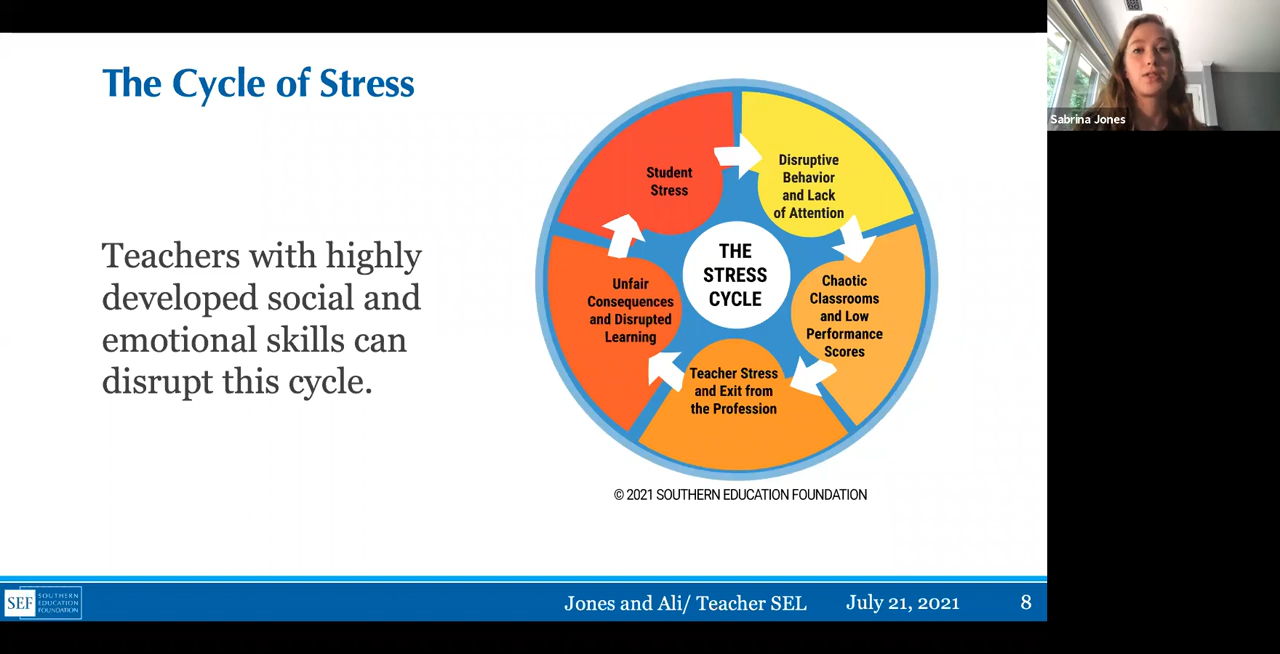 The Cycle of Stress
Teachers with highly
developed social and
emotional skills can
disrupt this cycle.
Student
Stress
Disruptive
Behavior
and Lack
of Attention
Chaotic
Classrooms
and Low
Performance
Scores
Teacher Stress
and Exit from
the Profession
Unfair
Consequences
and Disrupted
Learning
THE
STRESS
CYCLE
© 2021 SOUTHERN EDUCATION FOUNDATION
SEF
SOUTHERN
EDUCATION
FOUNDATION
Jones and Ali/ Teacher SEL
July 21, 2021
8
Sabrina Jones